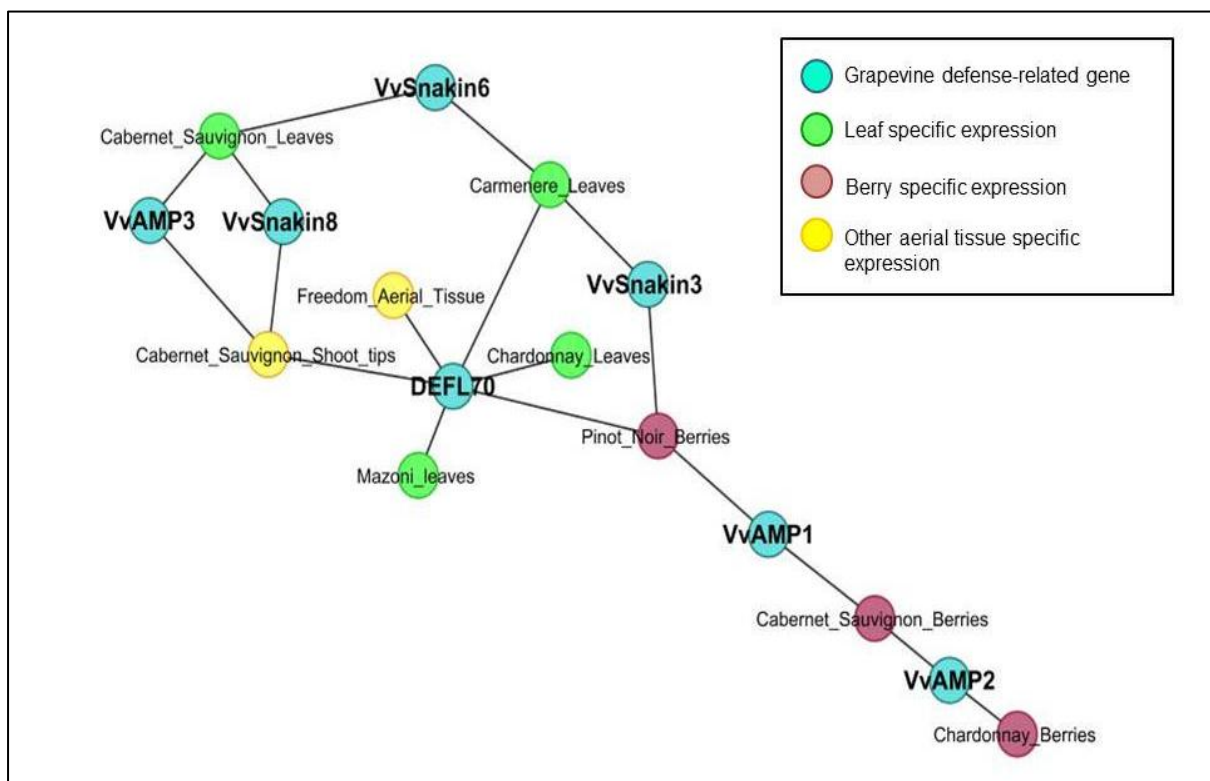 VvSnakin6
Cabernet_Sauvignon_Leaves
Carmenere_Leaves
VvAMP3
VvSnakin8
VvSnakin3
Freedom_Aerial_Tissue
Cabernet_Sauvignon_Shoot_tips
Chardonnay_Leaves
DEFL70
Pinot_Noir_Berries
Mazoni_leaves
VvAMP1
Cabernet_Sauvignon_Berries
VvAMP2
Chardonnay_Berries
Grapevine defense-related gene
Leaf specific expression
Berry specific expression
Other aerial tissue specific
expression